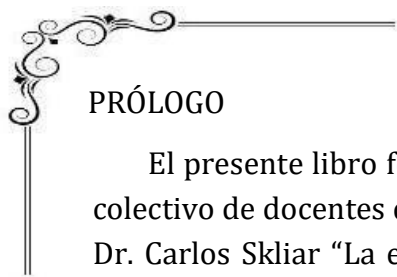 PRÓLOGO
El presente libro f
colectivo de docentes
Dr. Carlos Skliar “La e